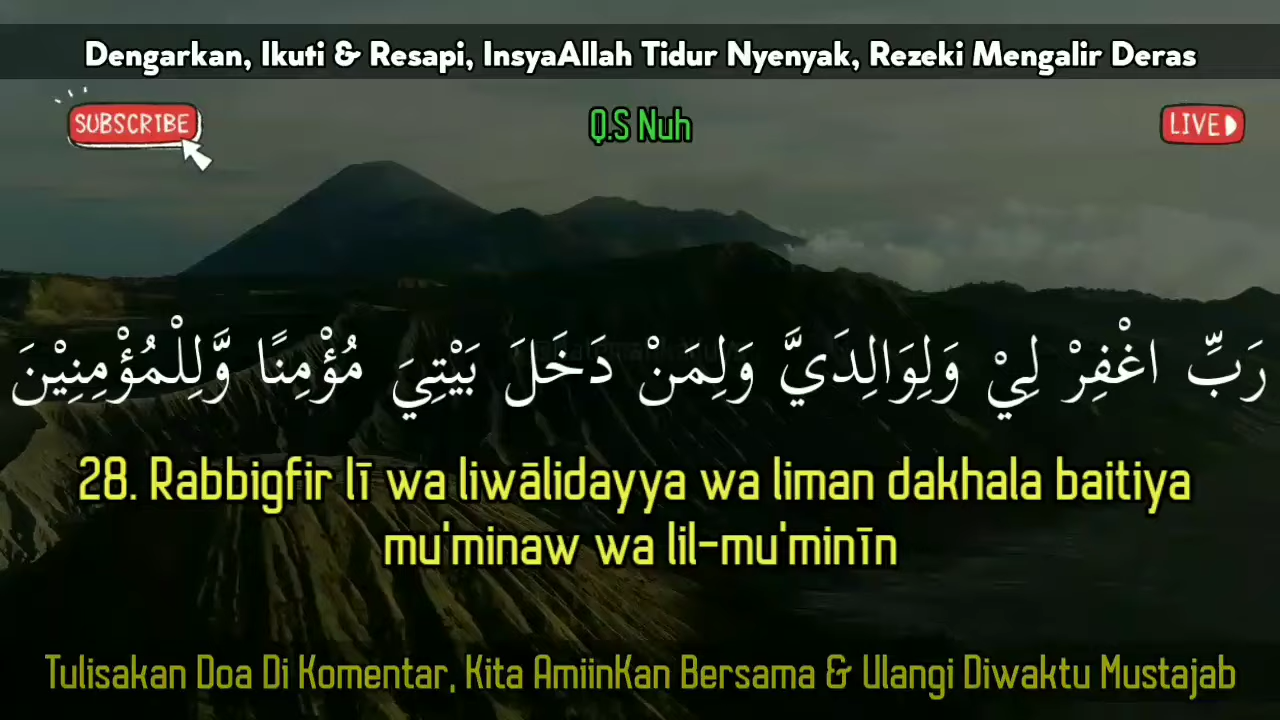 Dengarkan, Ikuti & Resapi, InsyaAllah Tidur Nyenyak, Rezeki Mengalir Deras
SUBSCRIBE
Q.S Nuh
LIVE
رَبِّ اغْفِرْ لِيْ وَلِوَالِدَيَّ وَلِمَنْ دَخَلَ بَيْتِيَ مُؤْمِنًا وَّلِلْمُؤْمِنِيْنَ
28. Rabbigfir lī wa liwālidayya wa liman dakhala baitiya
mu'minaw wa lil-mu'minīn
Tulisakan Doa Di Komentar, Kita AmiinKan Bersama & Ulangi Diwaktu Mustajab